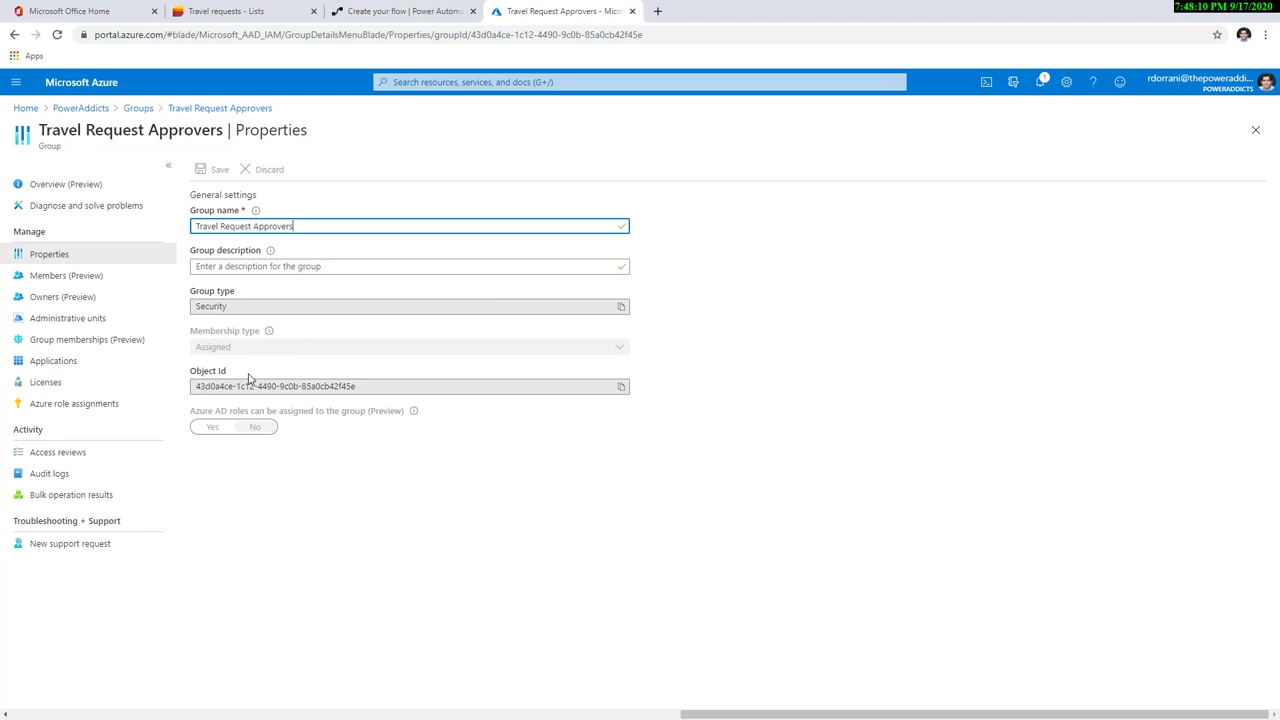 7:48:10 PM 9/17/2020
Microsoft Office Home
Travel requests - Lists
Create your flow | Power Automa
Travel Request Approvers - Micr
portal.azure.com/#blade/Microsoft_AAD_IAM/GroupDetailsMenuBlade/Properties/groupId/43d0a4ce-1c12-4490-9c0b-85a0cb42f45e
Apps
Microsoft Azure
Search resources, services, and docs (G+/)
1
rdorrani@thepoweraddi...
POWERADDICTS
Home > PowerAddicts > Groups > Travel Request Approvers
Travel Request Approvers | Properties
Group
Save
Discard
Overview (Preview)
Diagnose and solve problems
Manage
Properties
Members (Preview)
Owners (Preview)
Administrative units
Group memberships (Preview)
Applications
Licenses
Azure role assignments
Activity
Access reviews
Audit logs
Bulk operation results
Troubleshooting + Support
New support request
General settings
Group name *
Travel Request Approvers
Group description
Enter a description for the group
Group type
Security
Membership type
Assigned
Object Id
43d0a4ce-1c12-4490-9c0b-85a0cb42f45e
Azure AD roles can be assigned to the group (Preview)
Yes No